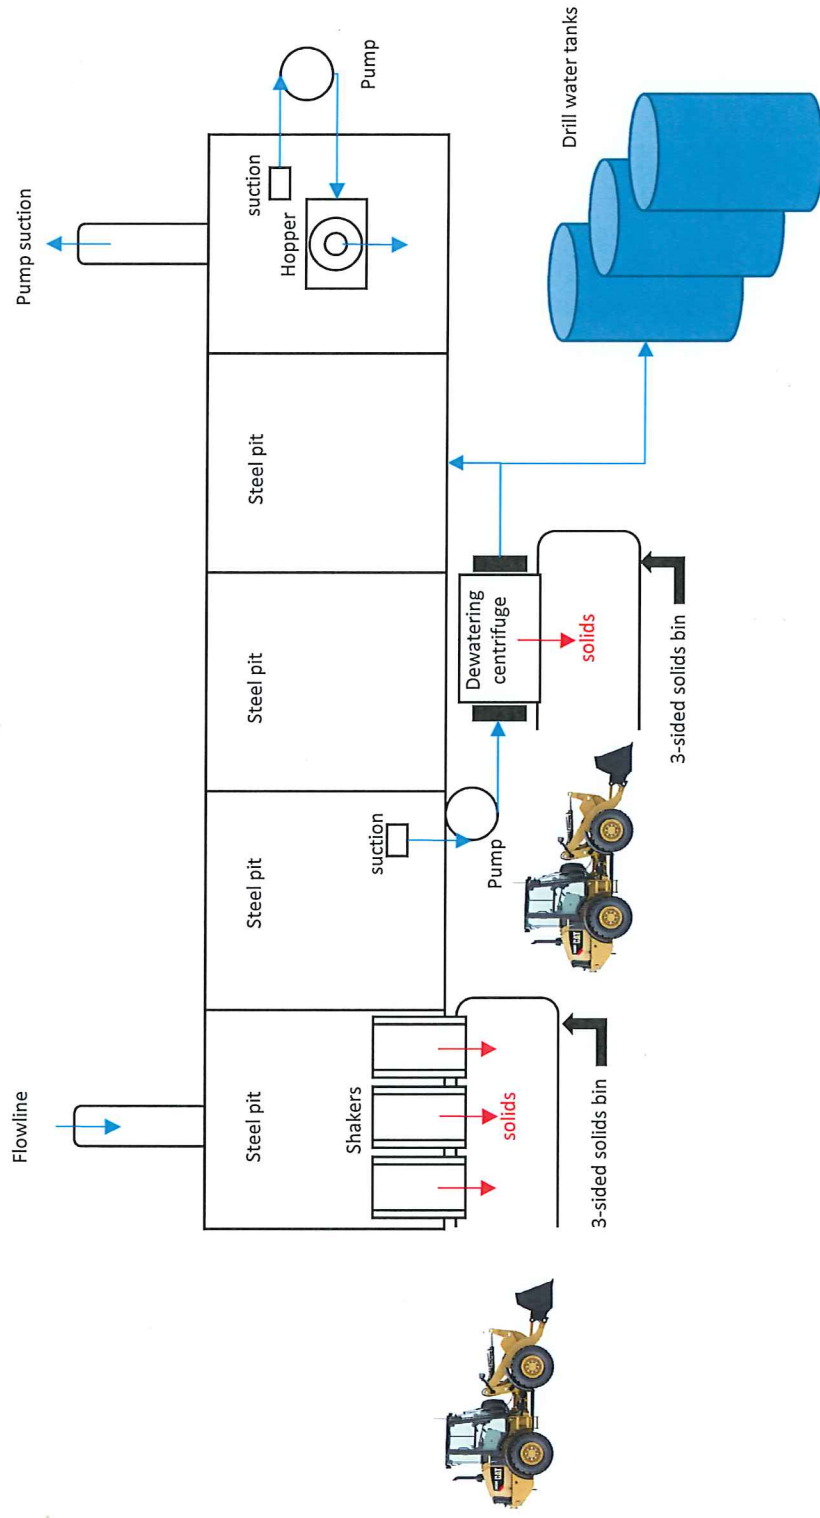 Flowline
Pump suction
Steel pit
Steel pit
Steel pit
Steel pit
suction
Pump
Hopper
Shakers
solids
3-sided solids bin
suction
Pump
Dewatering
centrifuge
solids
3-sided solids bin
Drill water tanks
CAT
CAT